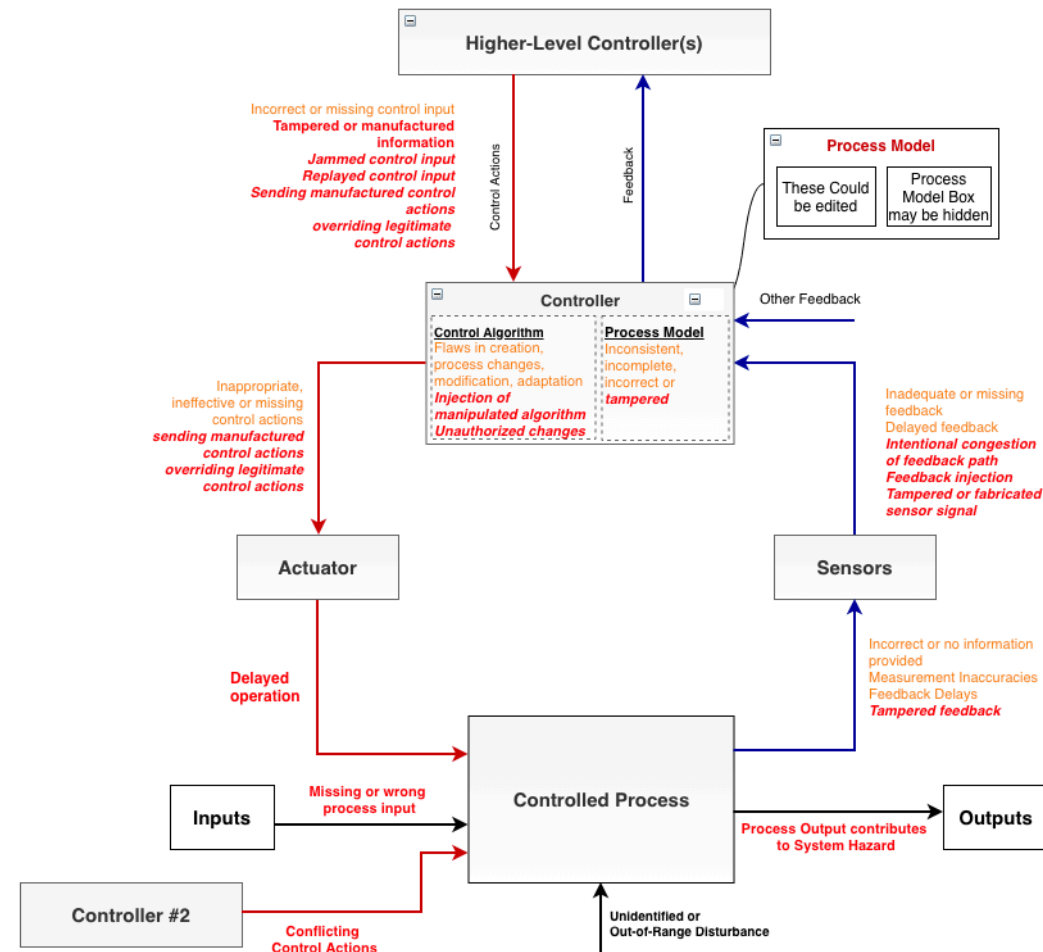 Higher-Level Controller(s)
Incorrect or missing control input
Tampered or manufactured
information
Jammed control input
Replayed control input
Sending manufactured control
actions
overriding legitimate
control actions
Control Actions
Feedback
Process Model
These Could
be edited
Process
Model Box
may be hidden
Controller
Other Feedback
Control Algorithm
Flaws in creation,
process changes,
modification, adaptation
Injection of
manipulated algorithm
Unauthorized changes
Process Model
Inconsistent,
incomplete,
incorrect or
tampered
Inappropriate,
ineffective or missing
control actions
sending manufactured
control actions
overriding legitimate
control actions
Inadequate or missing
feedback
Delayed feedback
Intentional congestion
of feedback path
Feedback injection
Tampered or fabricated
sensor signal
Actuator
Sensors
Delayed
operation
Incorrect or no information
provided
Measurement Inaccuracies
Feedback Delays
Tampered feedback
Inputs
Missing or wrong
process input
Controlled Process
Process Output contributes
to System Hazard
Outputs
Controller #2
Conflicting
Control Actions
Unidentified or
Out-of-Range Disturbance